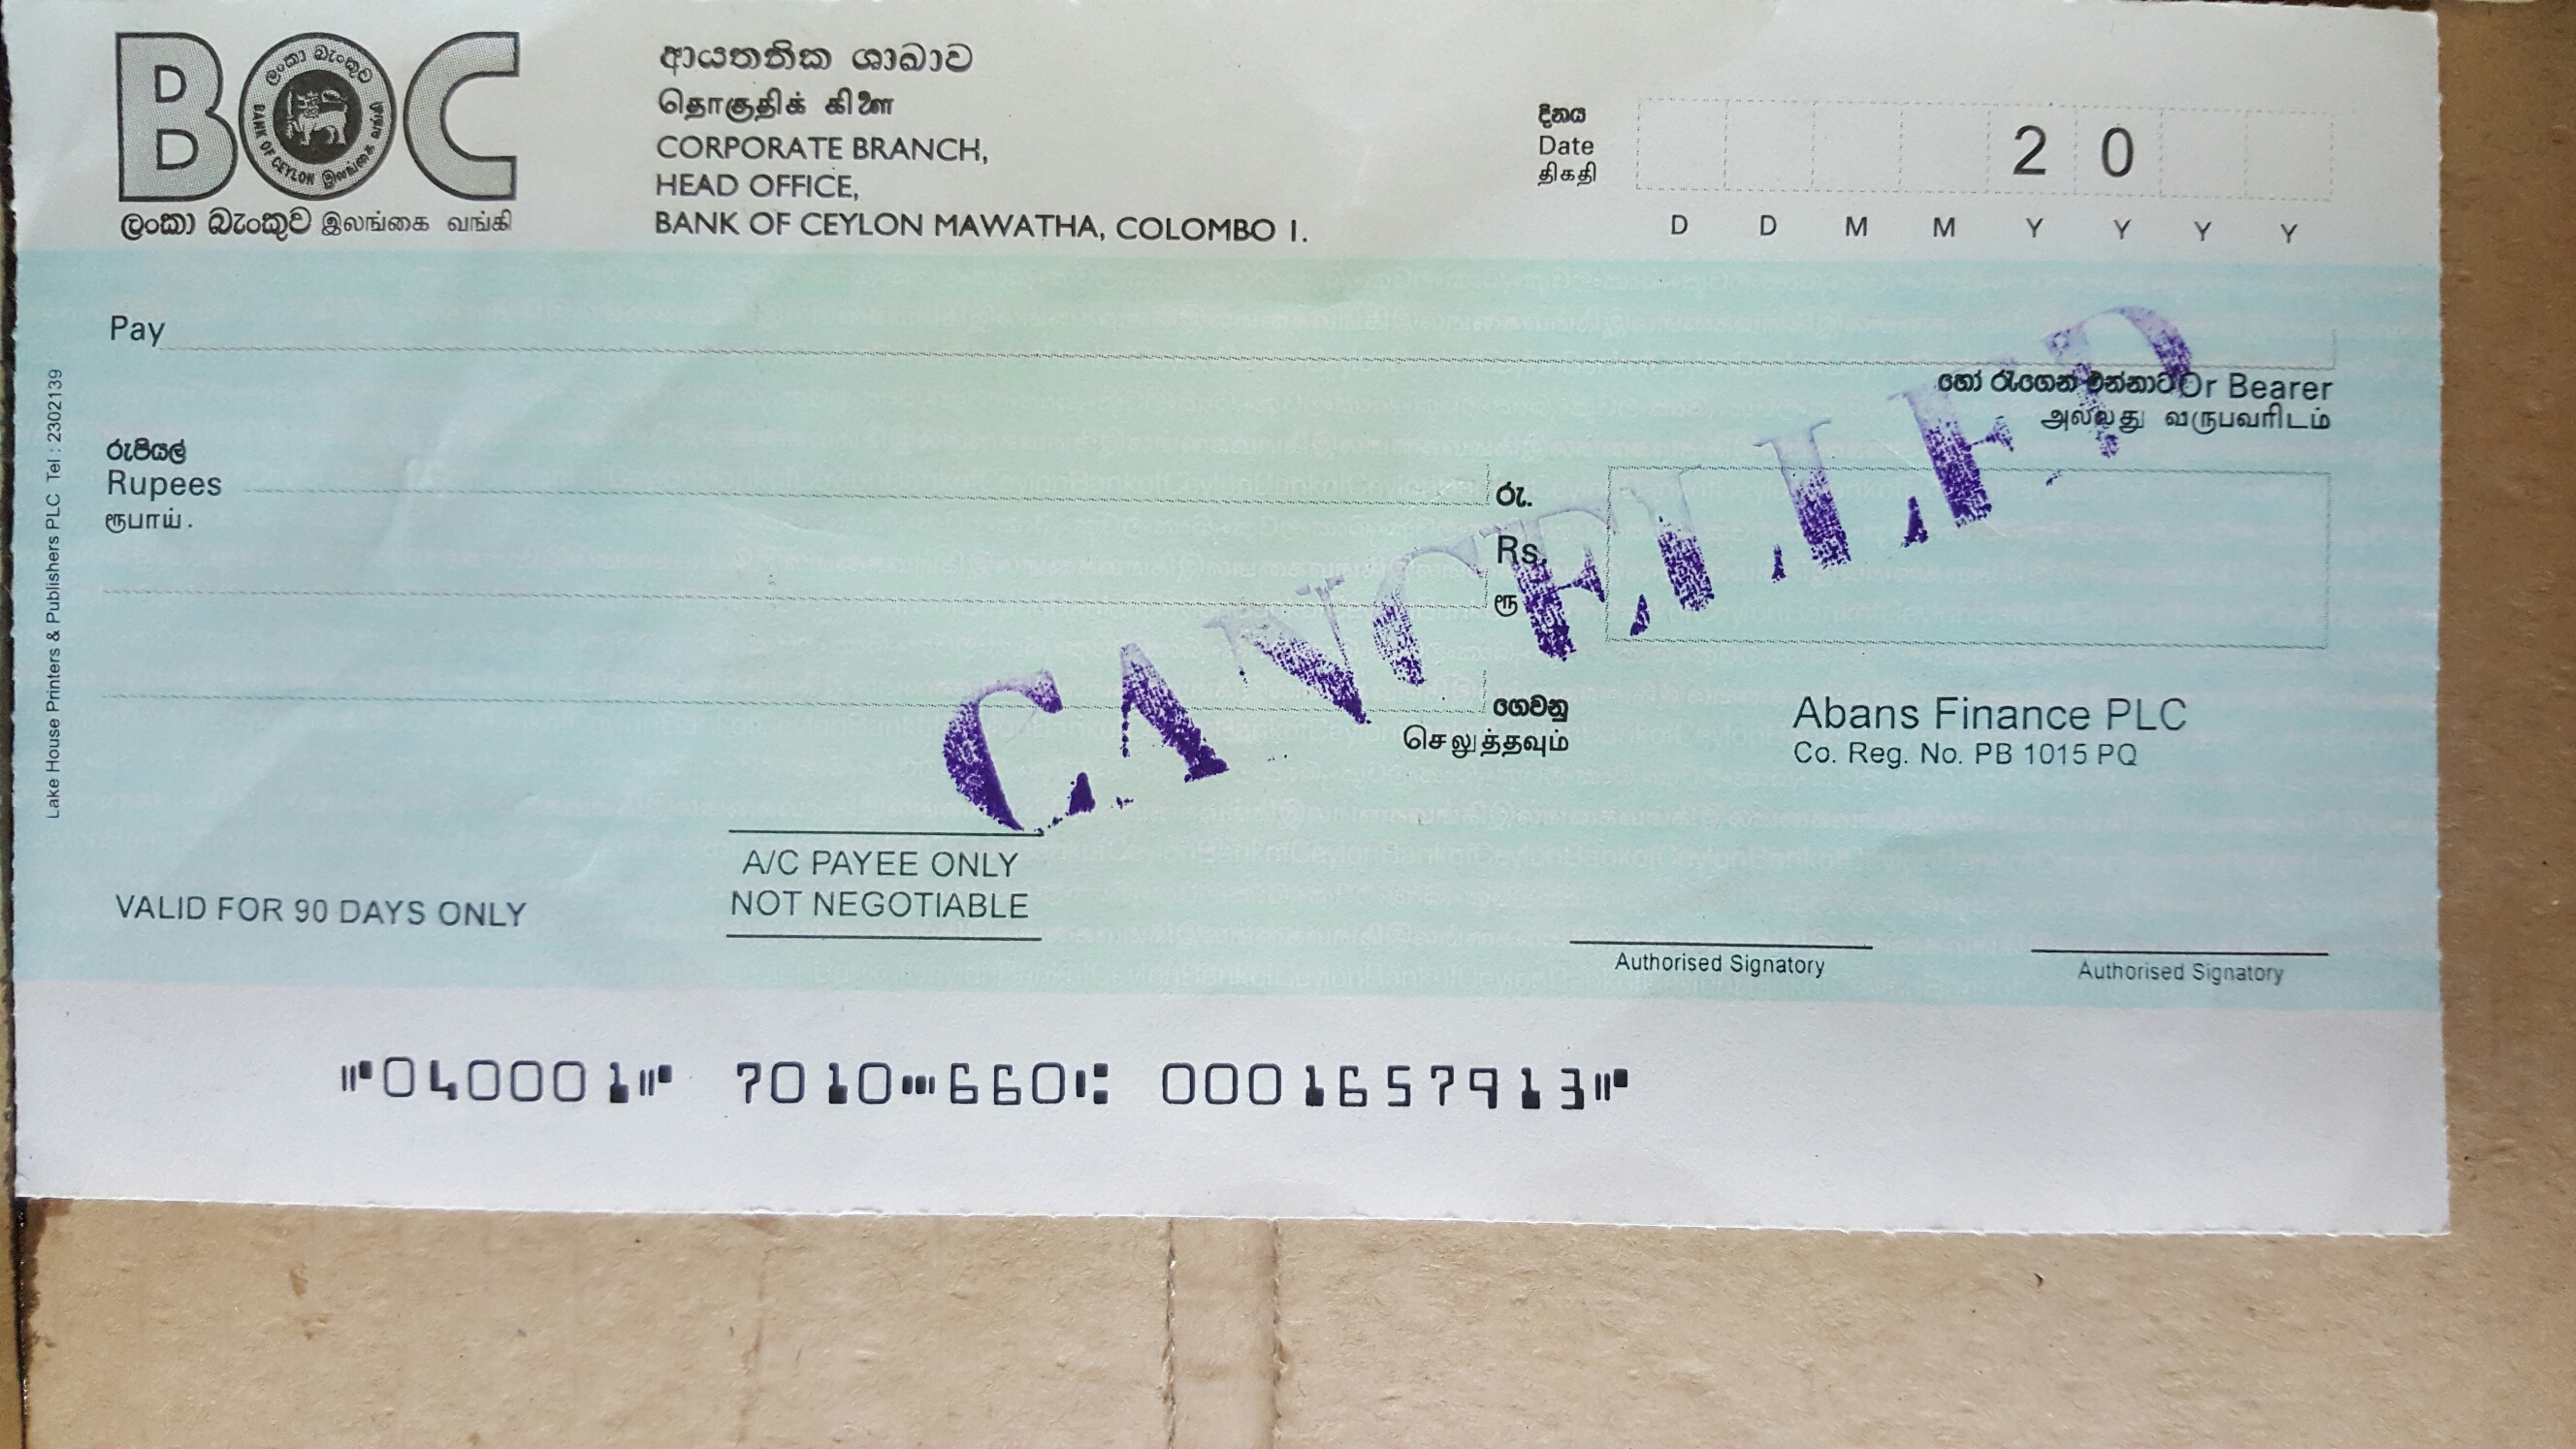 BOC
ලංකා බැංකුව
BANK OF CEYLON
இலங்கை வங்கி
ලංකා බැංකුව இலங்கை வங்கி
ආයතනික ශාඛාව
தொகுதிக் கிளை
CORPORATE BRANCH,
HEAD OFFICE,
BANK OF CEYLON MAWATHA, COLOMBO 1.
දිනය
Date
திகதி
2 0
D D M M Y Y Y Y
Pay
හෝ රැගෙන එන්නාට Or Bearer
அல்லது வருபவரிடம்
රුපියල්
Rupees
ரூபாய்.
රු.
Rs.
ரூ
ගෙවනු
செலுத்தவும்
CANCELLED
Abans Finance PLC
Co. Reg. No. PB 1015 PQ
A/C PAYEE ONLY
NOT NEGOTIABLE
VALID FOR 90 DAYS ONLY
Authorised Signatory
Authorised Signatory
Lake House Printers & Publishers PLC Tel : 2302139
⑈040001⑈ 7010⑉660⑆ 0001657913⑈